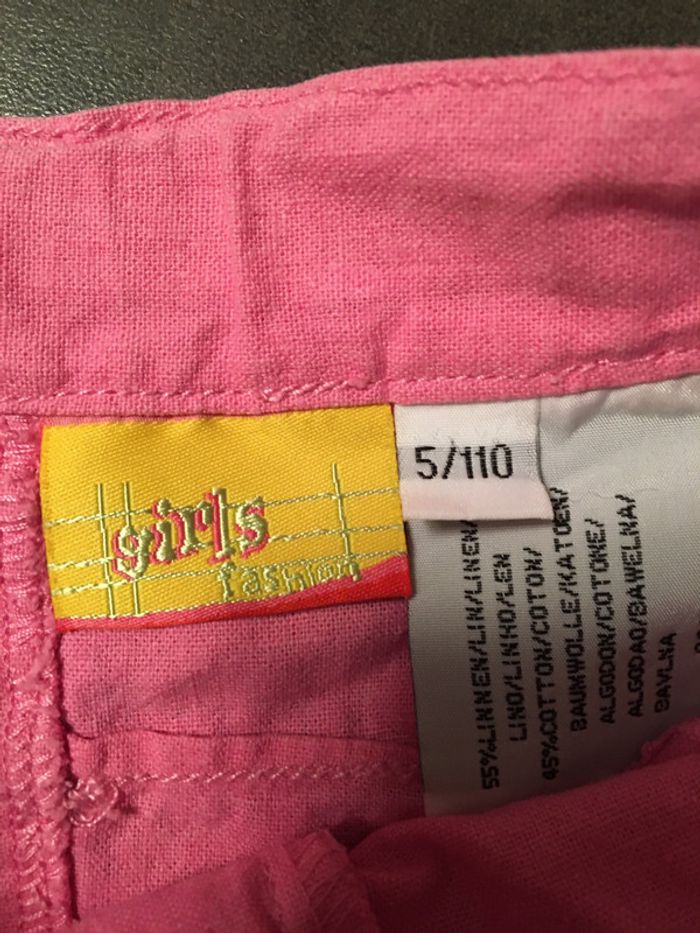 girls
fashion
5/110
55%LINNEN/LIN/LINEN/
LINO/LINHO/LEN
45%COTTON/COTON/
BAUMWOLLE/KATOEN/
ALGODON/COTONE/
ALGODAO/BAWELNA/
BAVLNA